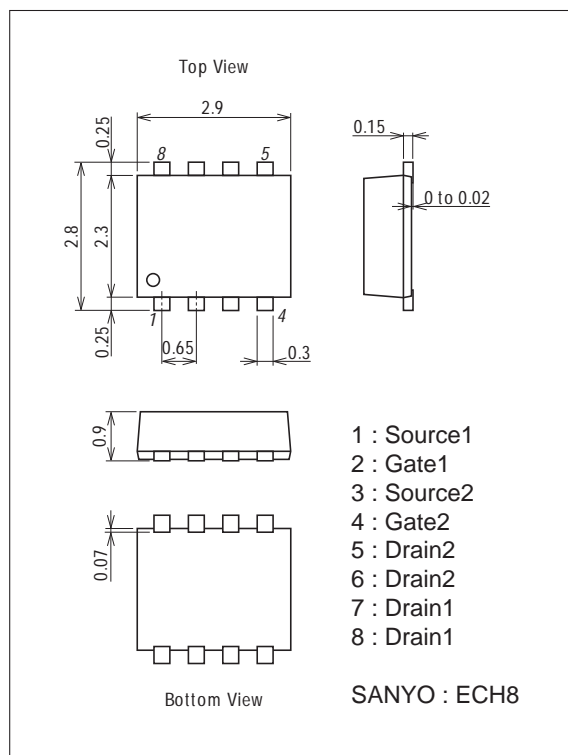 Top View
2.9
0.25
8
5
0.15
0 to 0.02
2.8
2.3
1
4
0.25
0.65
0.3
0.9
1 : Source1
2 : Gate1
3 : Source2
4 : Gate2
5 : Drain2
6 : Drain2
7 : Drain1
8 : Drain1
0.07
Bottom View
SANYO : ECH8